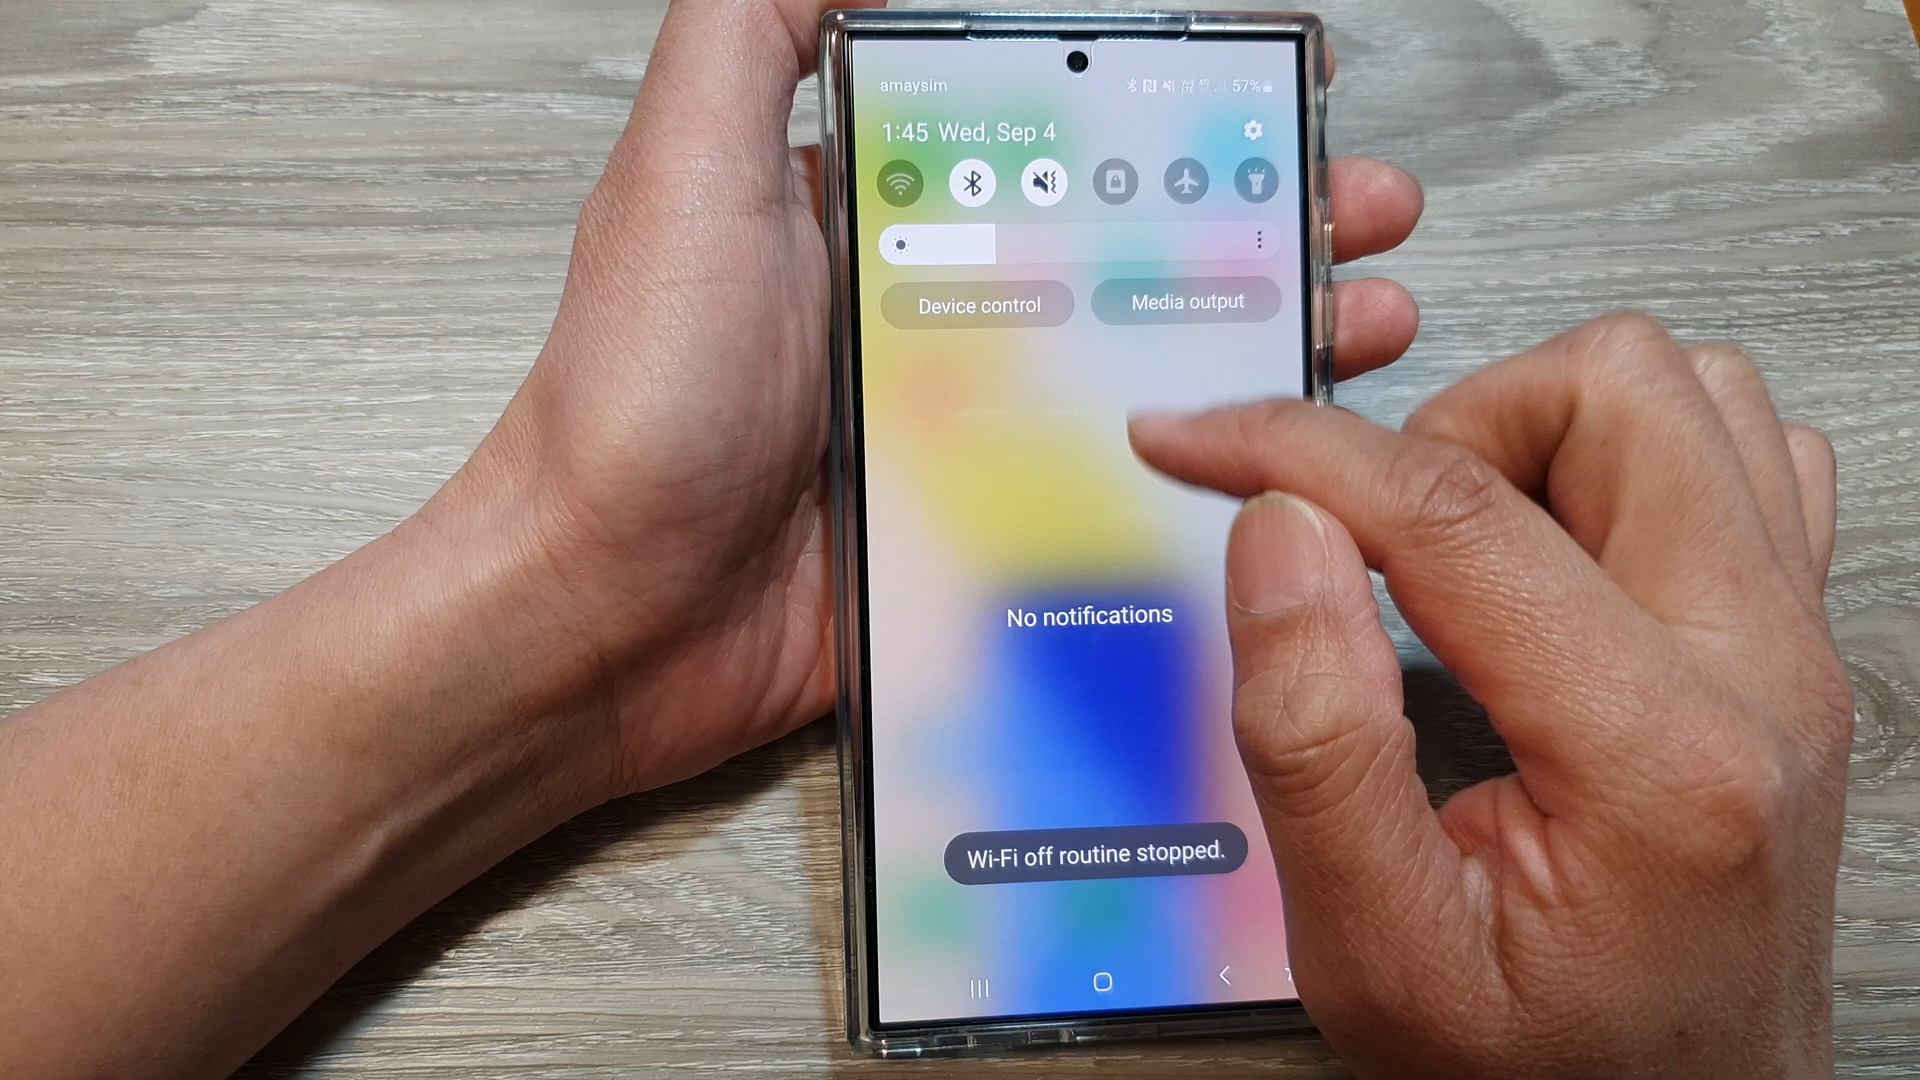 amaysim 57%
1:45 Wed, Sep 4
Device control Media output
No notifications
Wi-Fi off routine stopped.